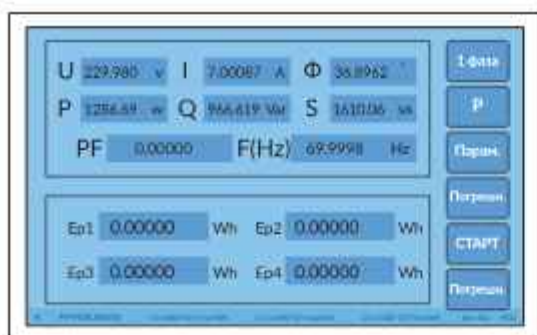 U 229.980 v I 7.00087 A Φ 36.8962 °
P 1286.69 w Q 966.619 Var S 1610.06 va
PF 0.00000 F(Hz) 69.9998 Hz
Ep1 0.00000 Wh Ep2 0.00000 Wh
Ep3 0.00000 Wh Ep4 0.00000 Wh
1 фаза
P
Парам.
Погрешн.
СТАРТ
Погрешн.